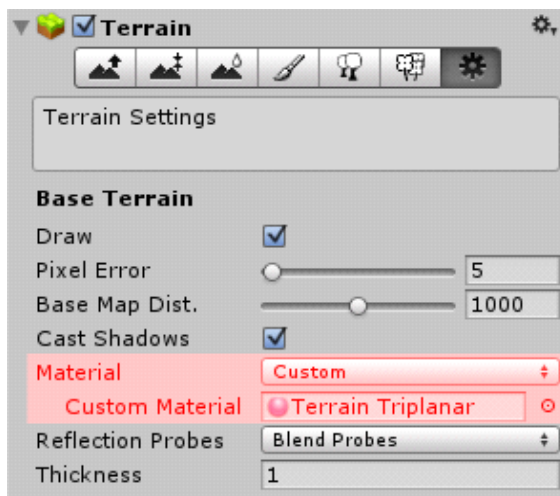 Terrain
Terrain Settings
Base Terrain
Draw
Pixel Error 5
Base Map Dist. 1000
Cast Shadows
Material Custom
Custom Material Terrain Triplanar
Reflection Probes Blend Probes
Thickness 1